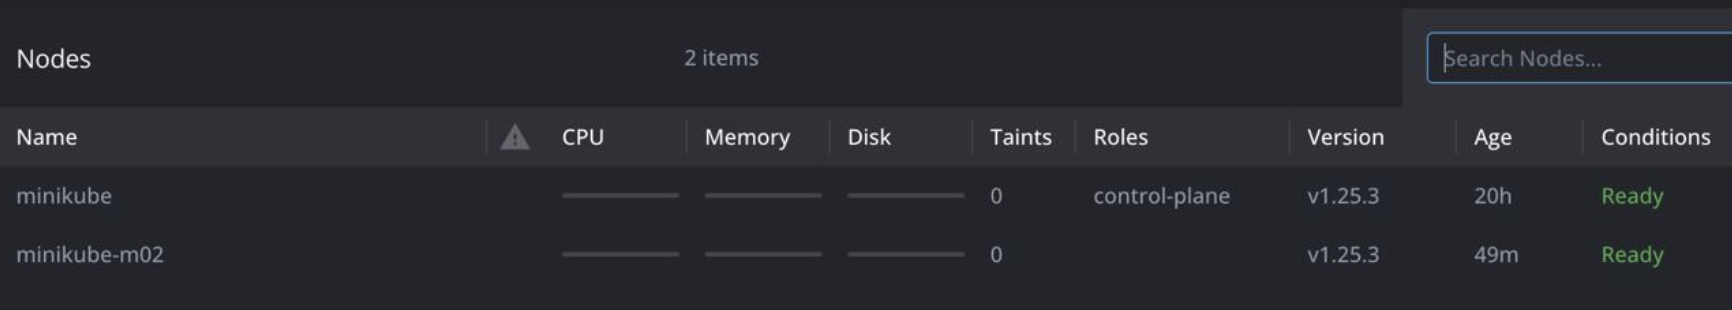 Nodes 2 items Search Nodes...
Name CPU Memory Disk Taints Roles Version Age Conditions
minikube 0 control-plane v1.25.3 20h Ready
minikube-m02 0 v1.25.3 49m Ready